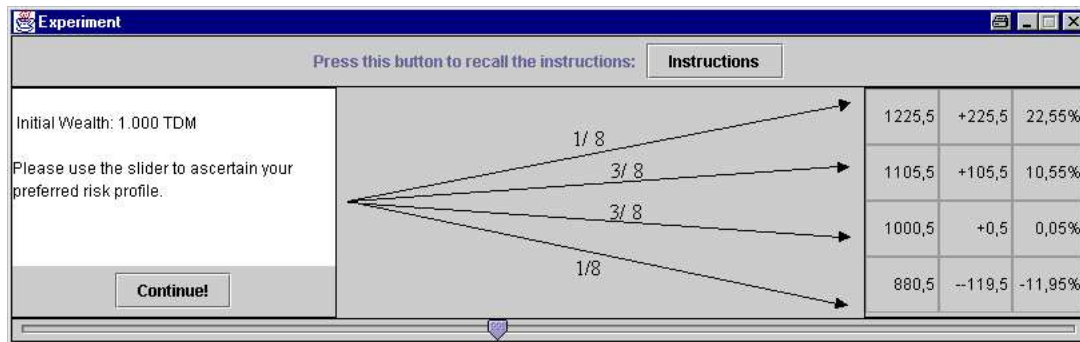 Experiment
Press this button to recall the instructions: Instructions
Initial Wealth: 1.000 TDM
Please use the slider to ascertain your
preferred risk profile.
Continue!
1/ 8
3/ 8
3/ 8
1/8
1225,5 +225,5 22,55%
1105,5 +105,5 10,55%
1000,5 +0,5 0,05%
880,5 --119,5 -11,95%